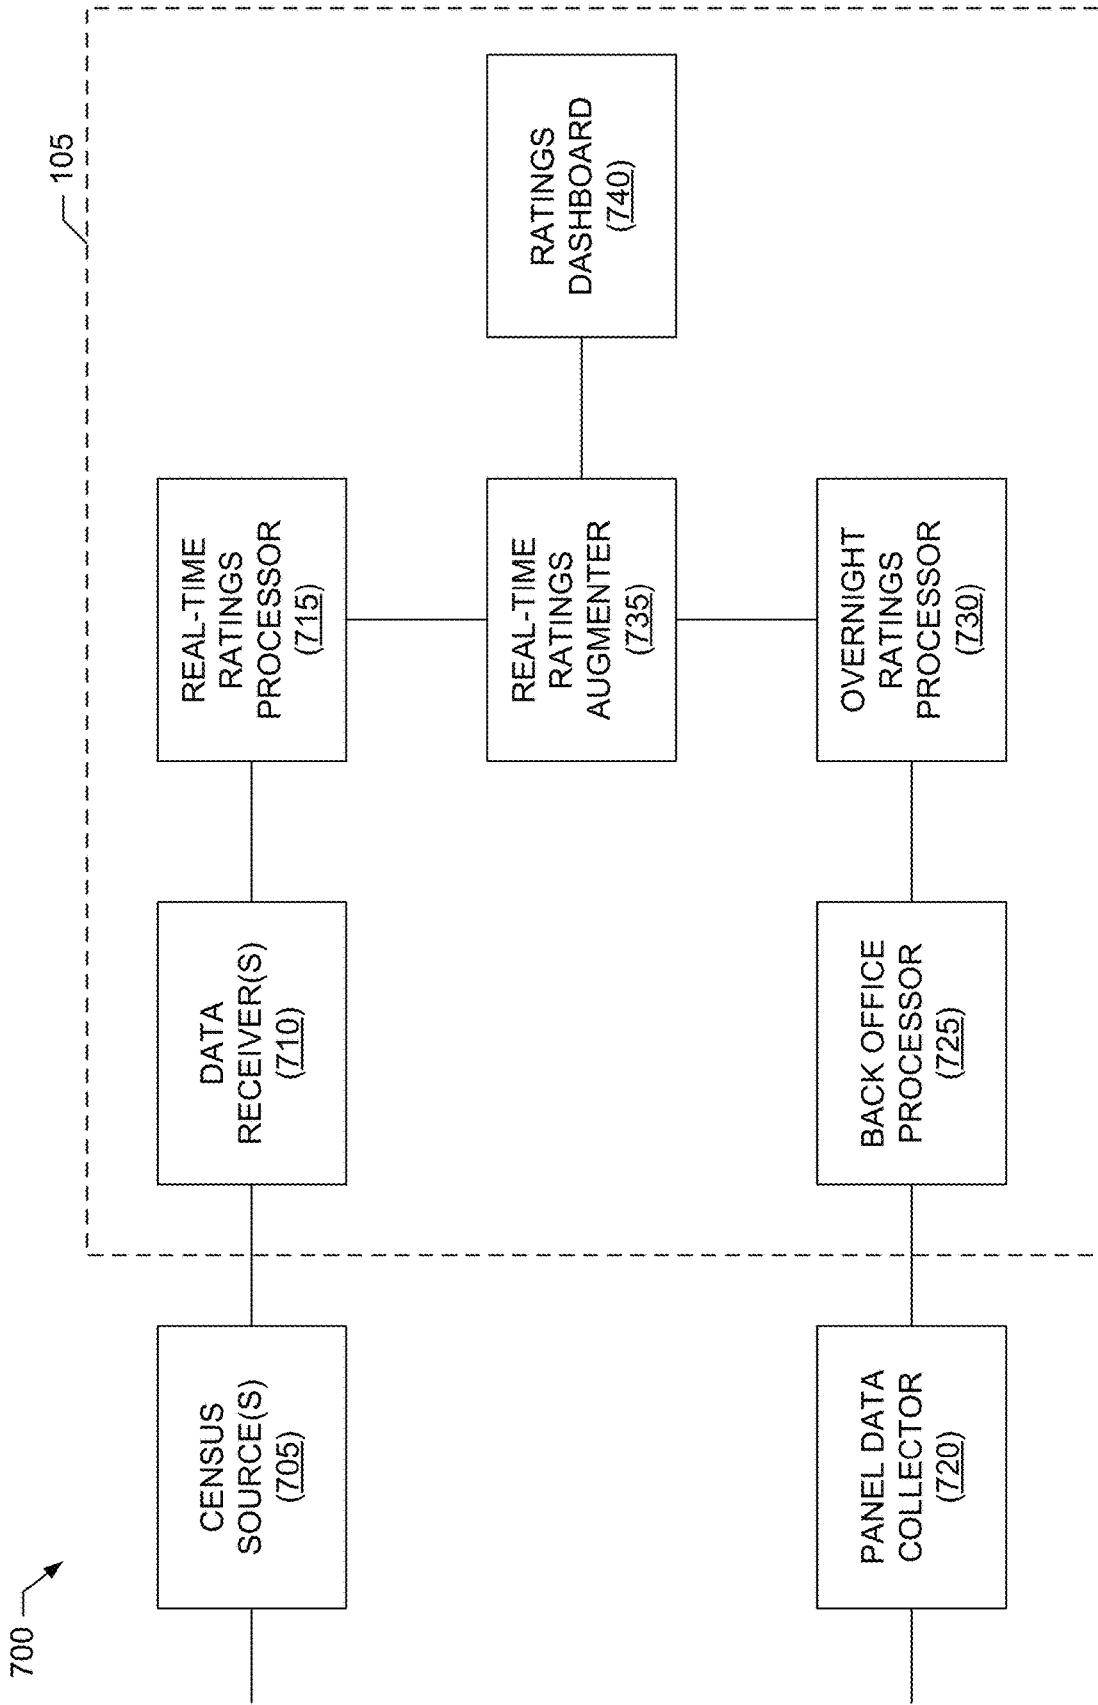 700
105
CENSUS
SOURCE(S)
(705)
DATA
RECEIVER(S)
(710)
REAL-TIME
RATINGS
PROCESSOR
(715)
REAL-TIME
RATINGS
AUGMENTER
(735)
RATINGS
DASHBOARD
(740)
PANEL DATA
COLLECTOR
(720)
BACK OFFICE
PROCESSOR
(725)
OVERNIGHT
RATINGS
PROCESSOR
(730)